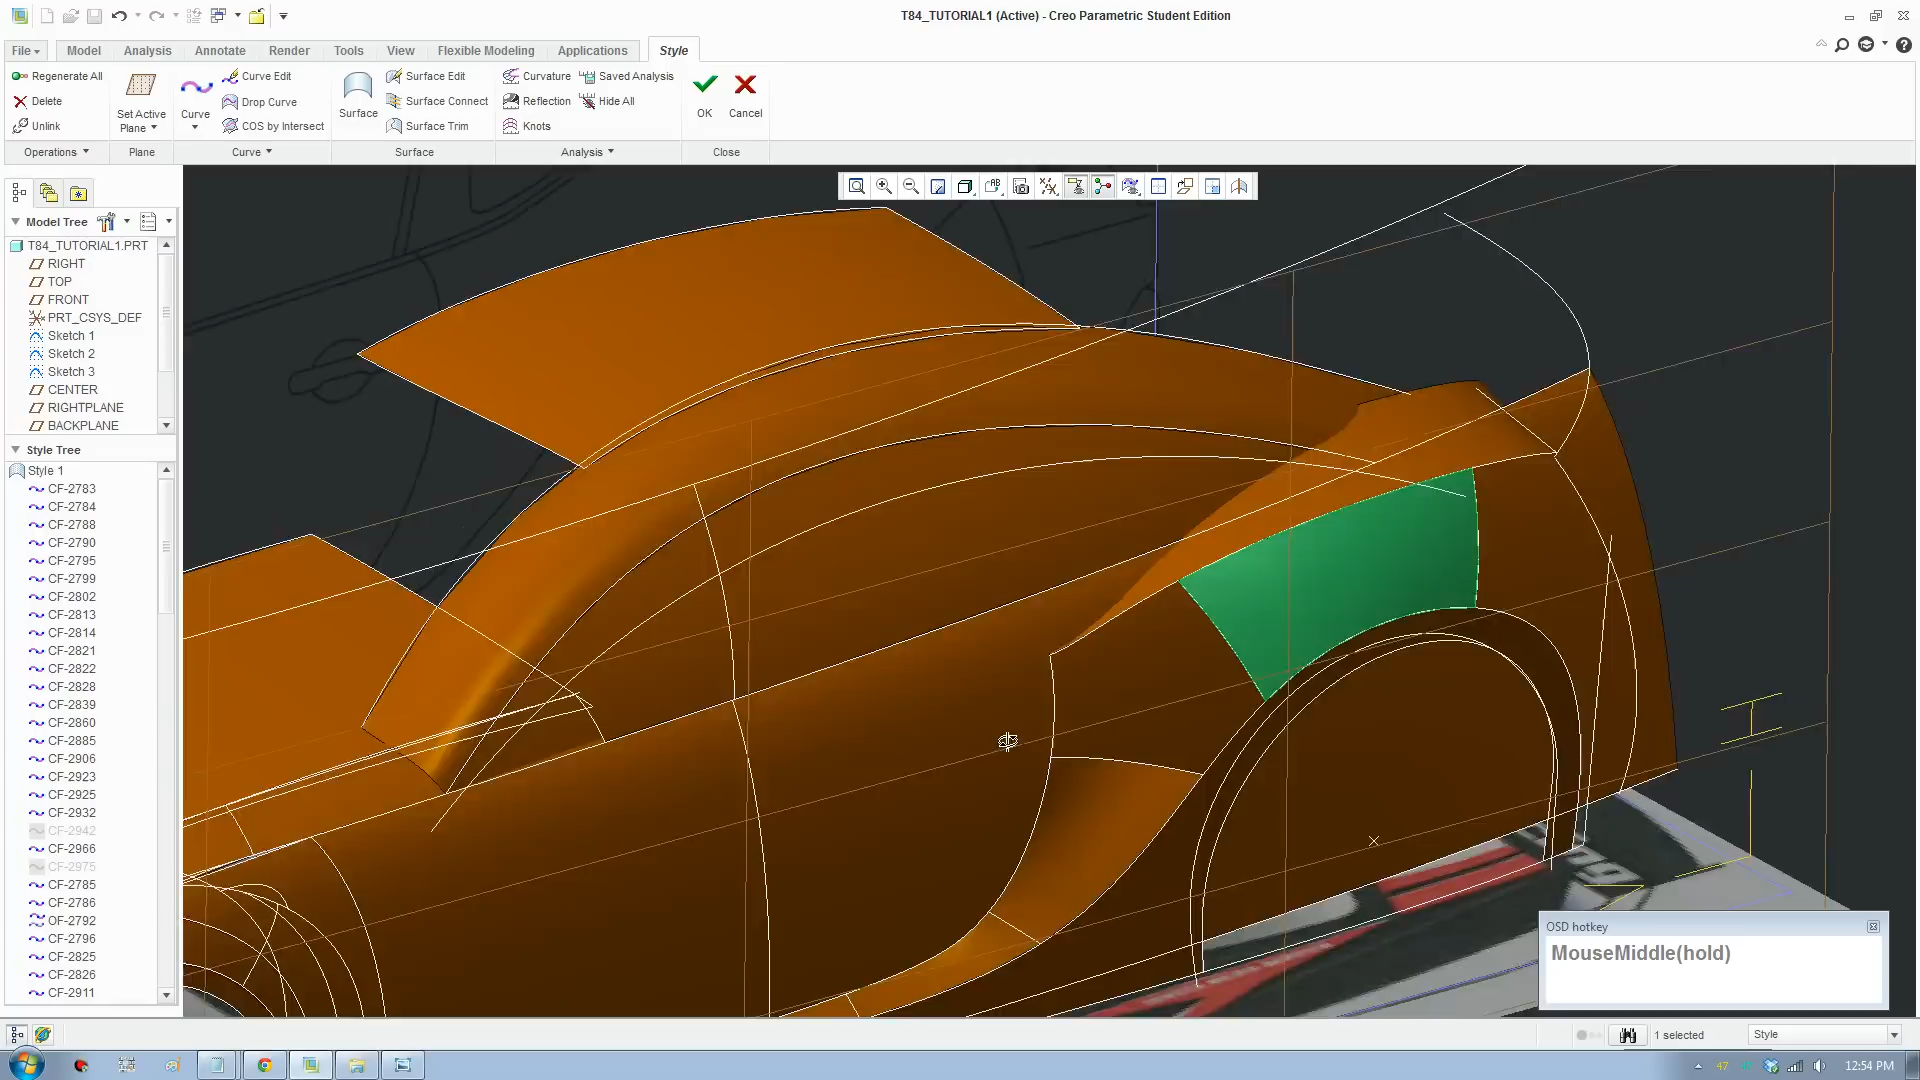 T84_TUTORIAL1 (Active) - Creo Parametric Student Edition
File
Model
Analysis
Annotate
Render
Tools
View
Flexible Modeling
Applications
Style
Regenerate All
Delete
Unlink
Set Active
Plane
Curve
Curve Edit
Drop Curve
COS by Intersect
Surface
Surface Edit
Surface Connect
Surface Trim
Curvature
Reflection
Knots
Saved Analysis
Hide All
OK
Cancel
Operations
Plane
Curve
Surface
Analysis
Close
Model Tree
T84_TUTORIAL1.PRT
RIGHT
TOP
FRONT
PRT_CSYS_DEF
Sketch 1
Sketch 2
Sketch 3
CENTER
RIGHTPLANE
BACKPLANE
Style Tree
Style 1
CF-2783
CF-2784
CF-2788
CF-2790
CF-2795
CF-2799
CF-2802
CF-2813
CF-2814
CF-2821
CF-2822
CF-2828
CF-2839
CF-2860
CF-2885
CF-2906
CF-2923
CF-2925
CF-2932
CF-2942
CF-2966
CF-2975
CF-2785
CF-2786
OF-2792
CF-2796
CF-2825
CF-2826
CF-2911
OSD hotkey
MouseMiddle(hold)
1 selected
Style
47
12:54 PM